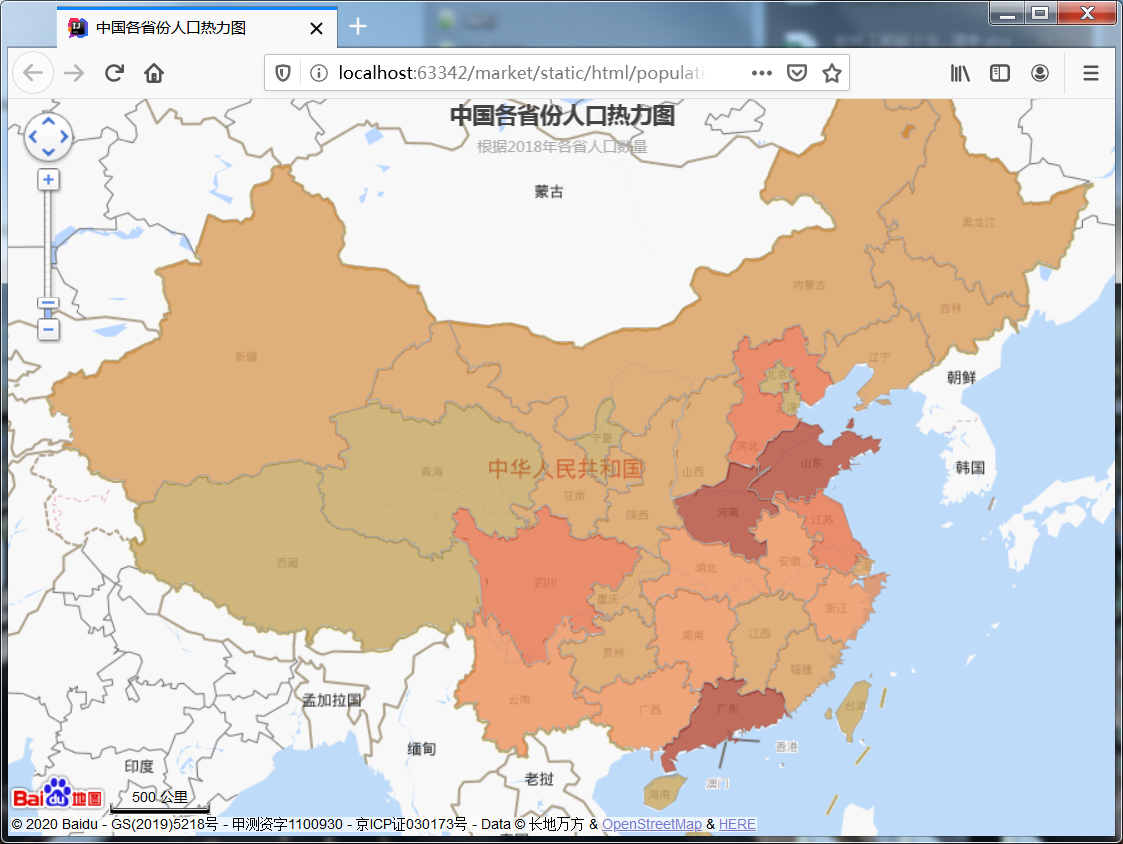 中国各省份人口热力图
localhost:63342/market/static/html/populati
中国各省份人口热力图
根据2018年各省人口数量
蒙古
黑龙江
内蒙古
吉林
新疆
辽宁
朝鲜
北京
天津
宁夏
河北
青海
中华人民共和国
山西
山东
韩国
甘肃
陕西
河南
江苏
西藏
四川
湖北
安徽
上海
重庆
浙江
湖南
江西
贵州
福建
云南
广西
广东
台湾
孟加拉国
缅甸
香港
印度
老挝
澳门
海南
Bai du 地图
500 公里
© 2020 Baidu - GS(2019)5218号 - 甲测资字1100930 - 京ICP证030173号 - Data © 长地万方 & OpenStreetMap & HERE